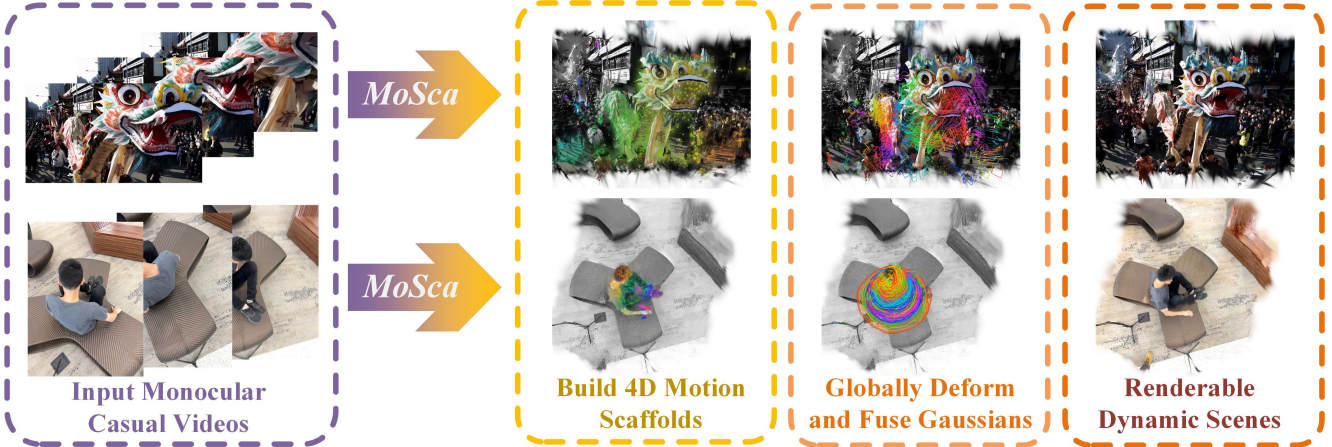 MoSca
MoSca
Input Monocular
Casual Videos
Build 4D Motion
Scaffolds
Globally Deform
and Fuse Gaussians
Renderable
Dynamic Scenes